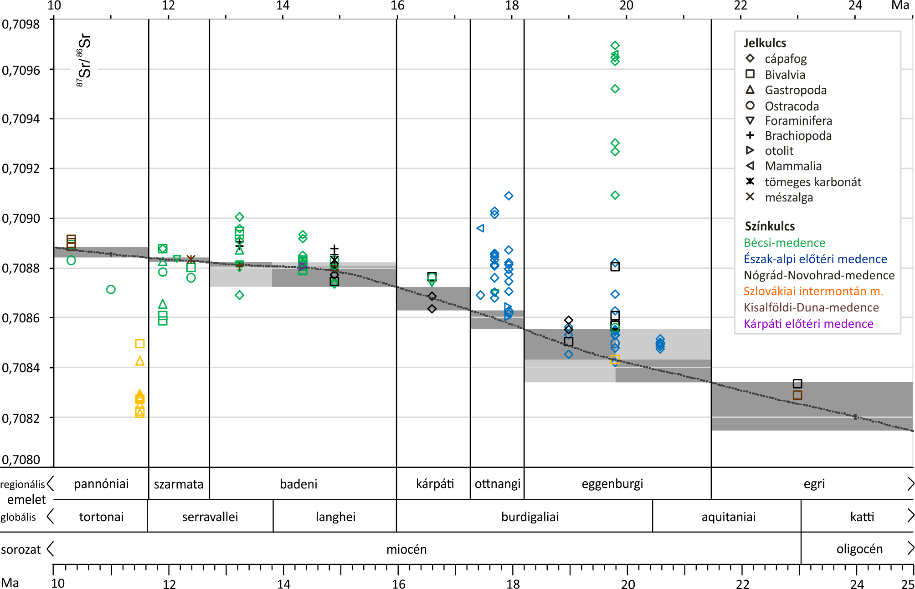 10 12 14 16 18 20 22 24 Ma
0,7098
⁸⁷Sr/⁸⁶Sr
0,7096
0,7094
0,7092
0,7090
0,7088
0,7086
0,7084
0,7082
0,7080
Jelkulcs
cápafog
Bivalvia
Gastropoda
Ostracoda
Foraminifera
Brachiopoda
otolit
Mammalia
tömeges karbonát
mészalga
Színkulcs
Bécsi-medence
Észak-alpi előtéri medence
Nógrád-Novohrad-medence
Szlovákiai intermontán m.
Kisalföldi-Duna-medence
Kárpáti előtéri medence
regionális pannóniai szarmata badeni kárpáti ottnangi eggenburgi egri
emelet
globális tortonai serravallei langhei burdigaliai aquitaniai katti
sorozat miocén oligocén
Ma 10 12 14 16 18 20 22 24 25